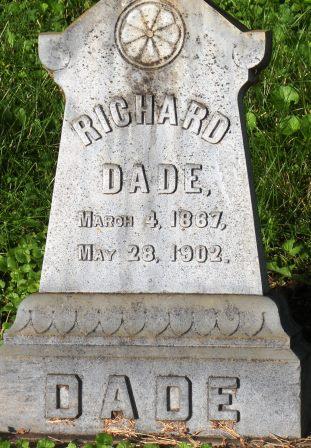 RICHARD
DADE,
MARCH 4, 1867,
MAY 28, 1902.
DADE